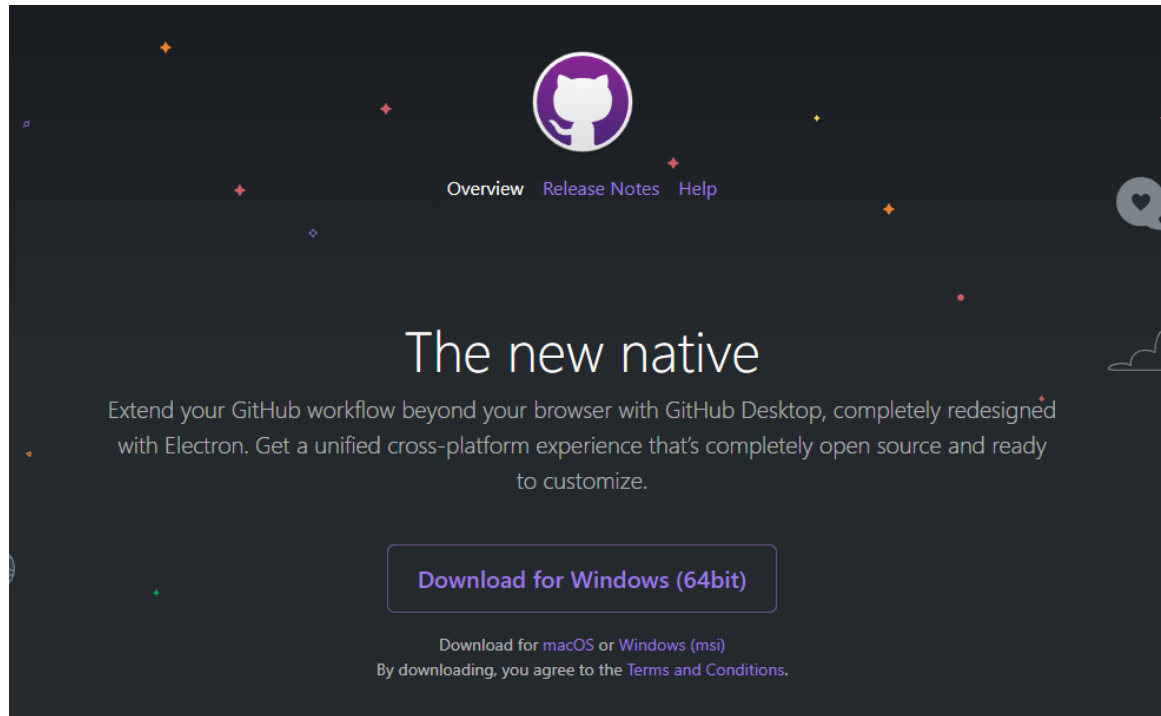 Overview Release Notes Help
The new native
Extend your GitHub workflow beyond your browser with GitHub Desktop, completely redesigned
with Electron. Get a unified cross-platform experience that's completely open source and ready
to customize.
Download for Windows (64bit)
Download for macOS or Windows (msi)
By downloading, you agree to the Terms and Conditions.